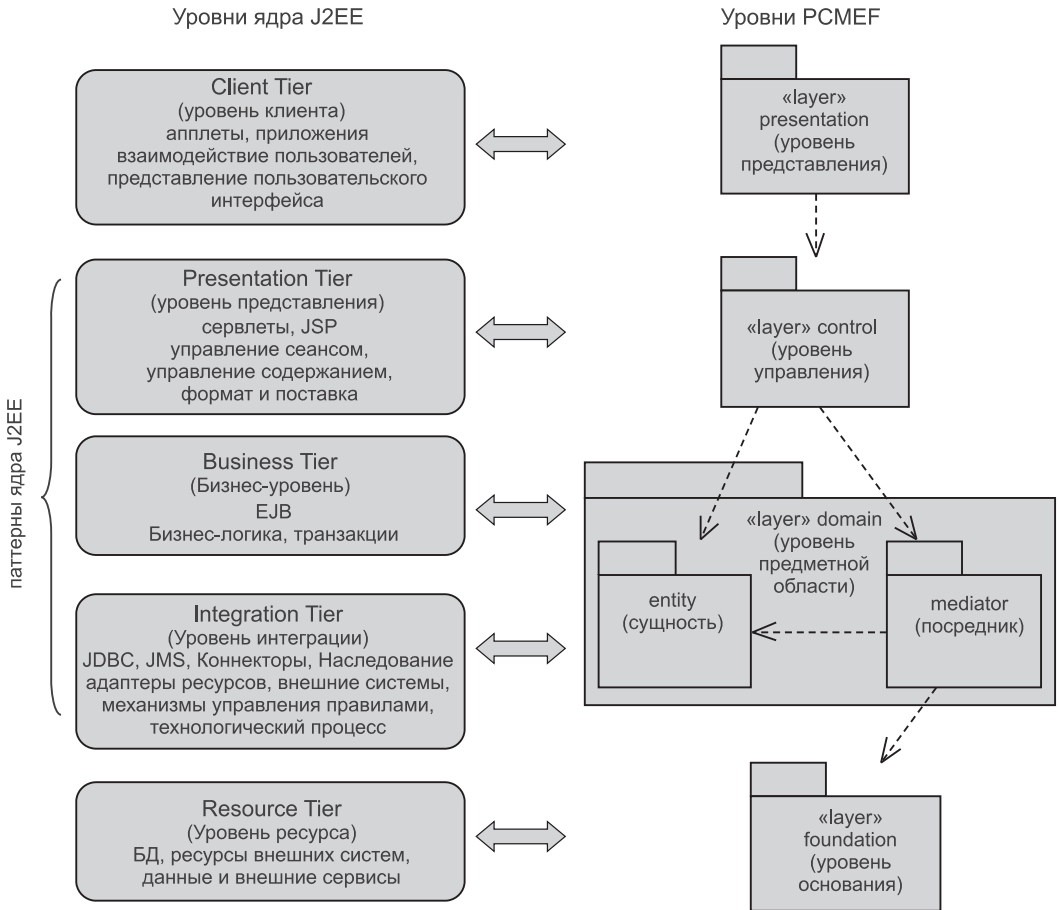 Уровни ядра J2EE
Уровни PCMEF
Client Tier
(уровень клиента)
апплеты, приложения
взаимодействие пользователей,
представление пользовательского
интерфейса
«layer»
presentation
(уровень
представления)
паттерны ядра J2EE
Presentation Tier
(уровень представления)
сервлеты, JSP
управление сеансом,
управление содержанием,
формат и поставка
«layer» control
(уровень
управления)
Business Tier
(Бизнес-уровень)
EJB
Бизнес-логика, транзакции
«layer» domain
(уровень
предметной
области)
entity
(сущность)
mediator
(посредник)
Integration Tier
(Уровень интеграции)
JDBC, JMS, Коннекторы, Наследование
адаптеры ресурсов, внешние системы,
механизмы управления правилами,
технологический процесс
Resource Tier
(Уровень ресурса)
БД, ресурсы внешних систем,
данные и внешние сервисы
«layer»
foundation
(уровень
основания)